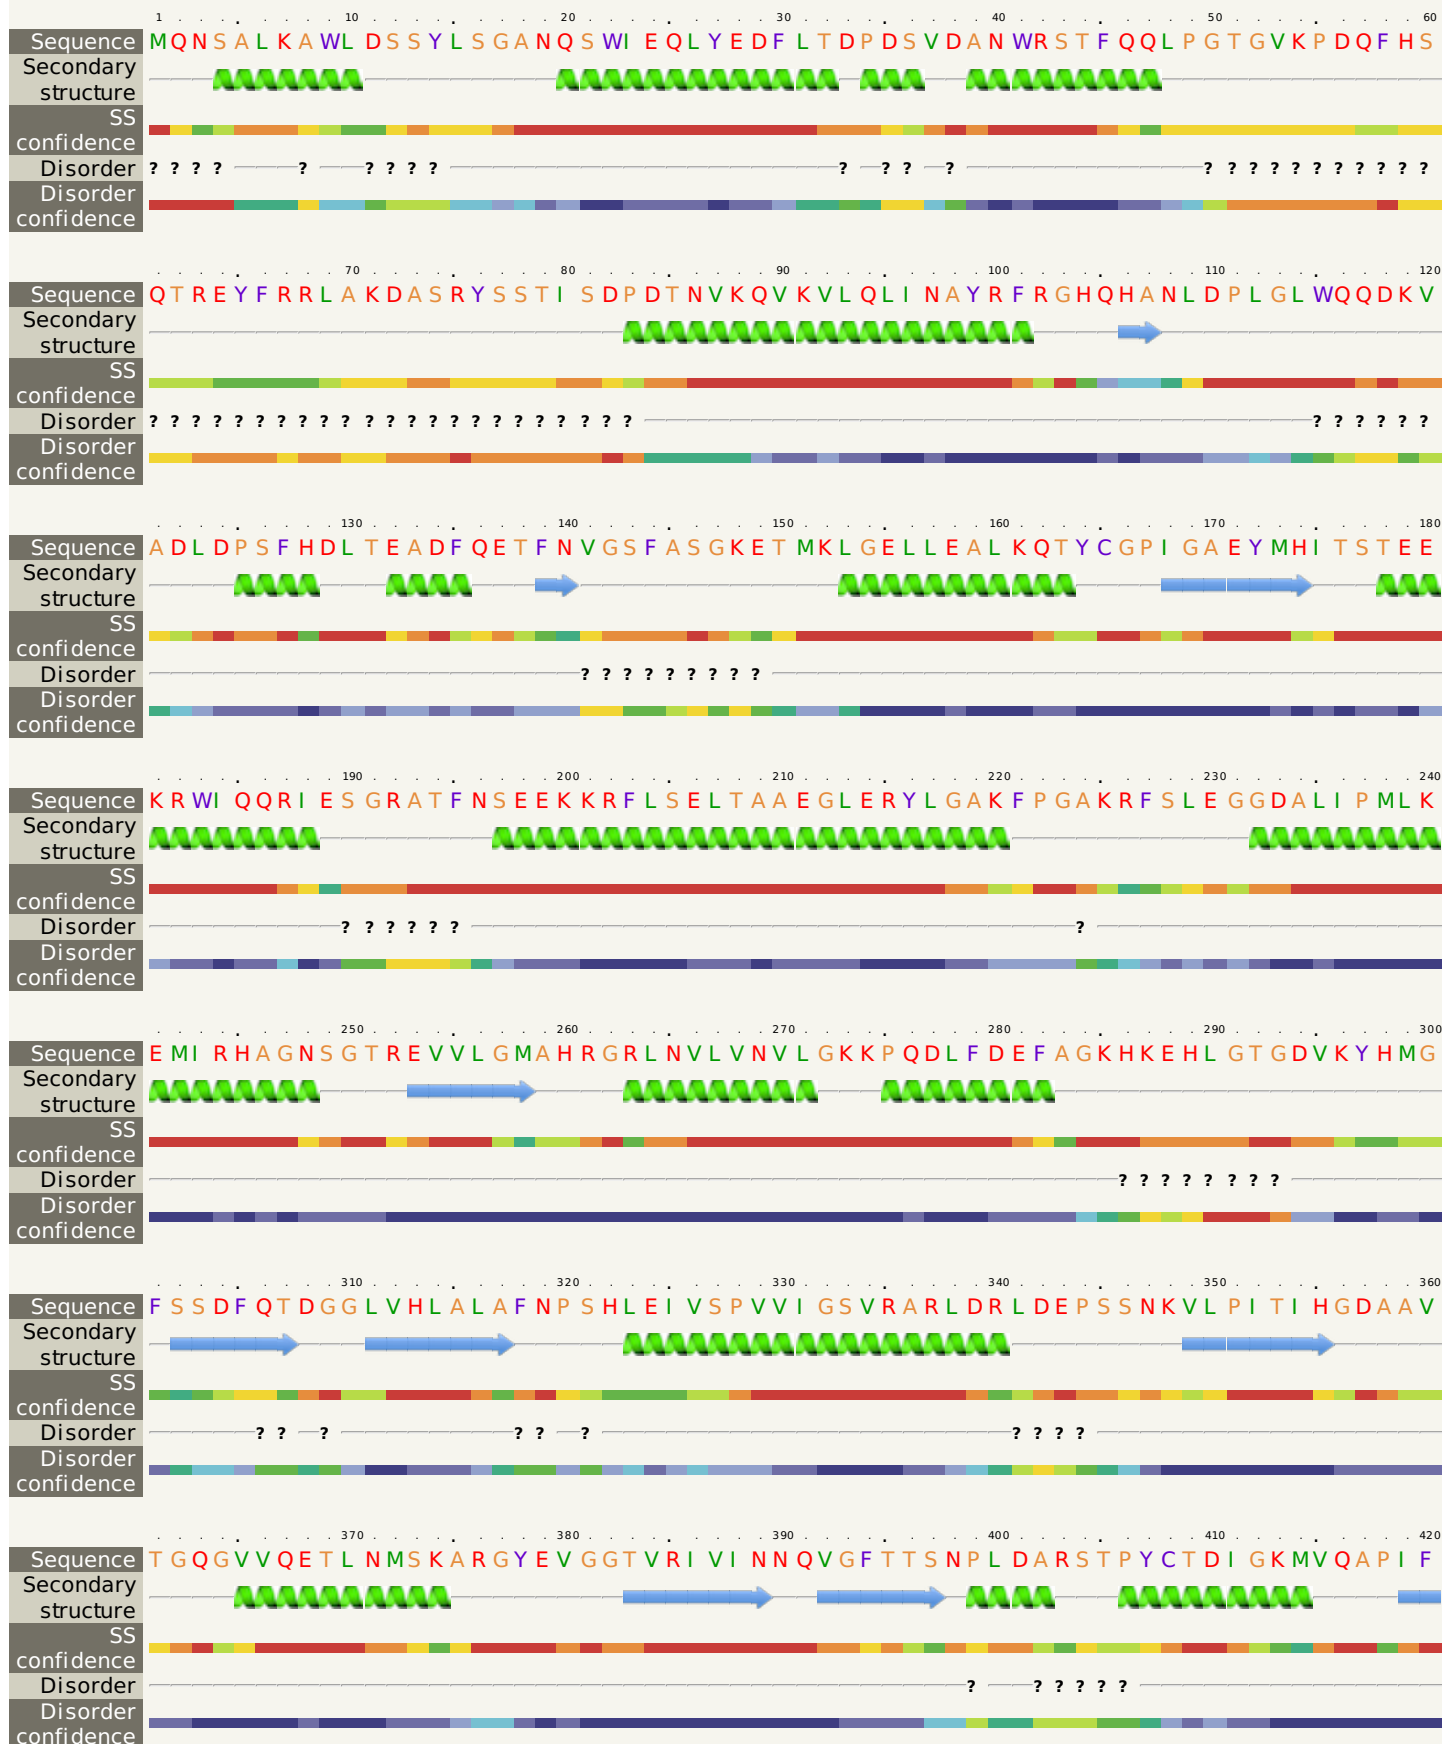 1 10 20 30 40 50 60
Sequence MQNSALKAWLDSSYLSGANQSWIEQLYEDFLTDPDSVDANWRSTFQQLPGTGVKPDQFHS
Secondary
structure
SS
confidence
Disorder ? ? ? ? ? ? ? ? ? ? ? ? ? ? ? ? ? ? ? ? ? ? ? ?
Disorder
confidence
70 80 90 100 110 120
Sequence QTREYFRRLAKDASRYSSTISDPDTNVKQVKVLQLINAYRFRGHQHANLDPLGLWQQDKV
Secondary
structure
SS
confidence
Disorder ? ? ? ? ? ? ? ? ? ? ? ? ? ? ? ? ? ? ? ? ? ? ? ? ? ? ? ? ?
Disorder
confidence
130 140 150 160 170 180
Sequence ADLDPSFHDLTEADFQETFNVGSFASGKETMKLGELLEALKQTYCGPIGAEYMHITSTEE
Secondary
structure
SS
confidence
Disorder ? ? ? ? ? ? ? ? ?
Disorder
confidence
190 200 210 220 230 240
Sequence KRWIQQRIESGRATFNSEEKKRFLSELTAAEGLERYLGAKFPGAKRFSLEGGDALIPMLK
Secondary
structure
SS
confidence
Disorder ? ? ? ? ? ? ?
Disorder
confidence
250 260 270 280 290 300
Sequence EMIRHAGNSGTREVVLGMAHRGRLNVLVNVLGKKPQDLFDEFAGKHKEHLGTGDVKYHMG
Secondary
structure
SS
confidence
Disorder ? ? ? ? ? ? ? ?
Disorder
confidence
310 320 330 340 350 360
Sequence FSSDFQTDGGLVHLALAFNPSHLEIVSPVVIGSVRARLDRLDEPSSNKVLPITIHGDAAV
Secondary
structure
SS
confidence
Disorder ? ? ? ? ? ? ? ? ? ?
Disorder
confidence
370 380 390 400 410 420
Sequence TGQGVVQETLNMSKARGYEVGGTVRIVINNQVGFTTSNPLDARSTPYCTDIGKMVQAPIF
Secondary
structure
SS
confidence
Disorder ? ? ? ? ? ?
Disorder
confidence